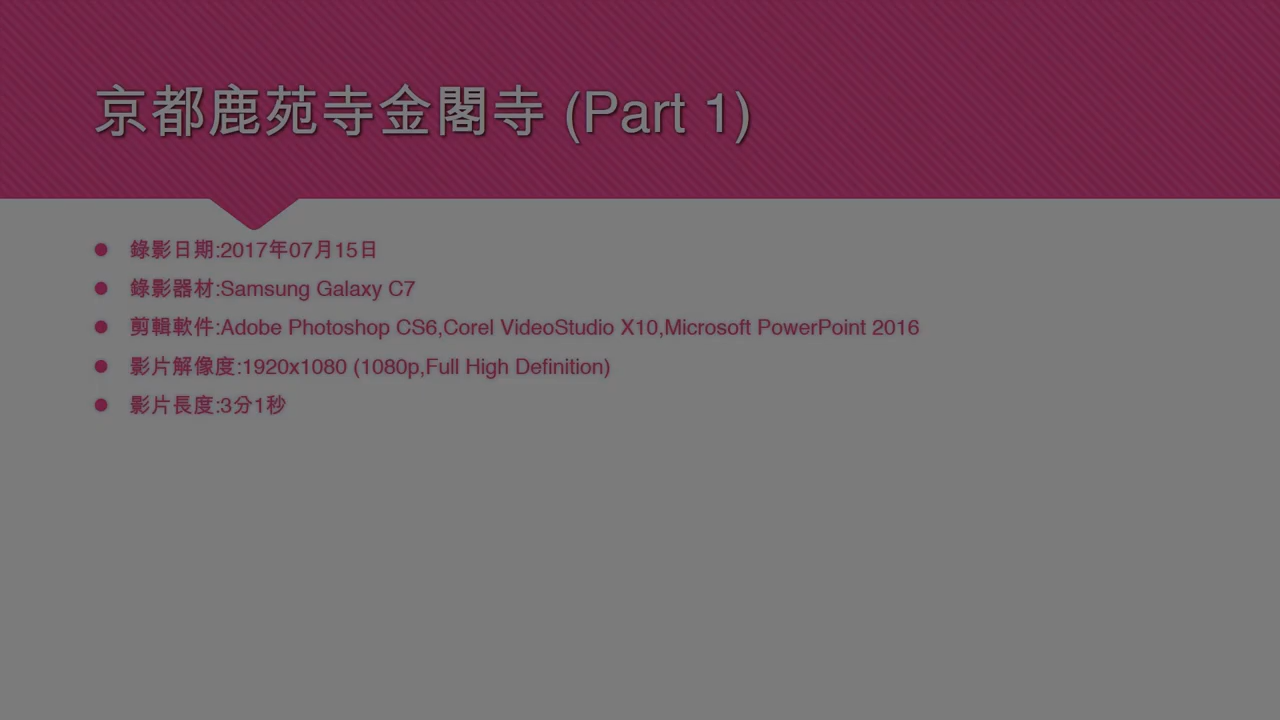 京都鹿苑寺金閣寺 (Part 1)
錄影日期:2017年07月15日
錄影器材:Samsung Galaxy C7
剪輯軟件:Adobe Photoshop CS6,Corel VideoStudio X10,Microsoft PowerPoint 2016
影片解像度:1920x1080 (1080p,Full High Definition)
影片長度:3分1秒